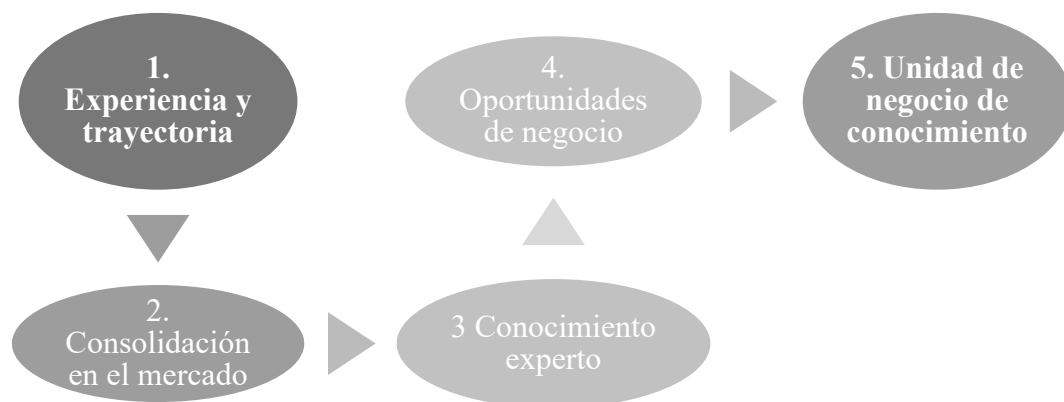 1.
Experiencia y
trayectoria
2.
Consolidación
en el mercado
3 Conocimiento
experto
4.
Oportunidades
de negocio
5. Unidad de
negocio de
conocimiento